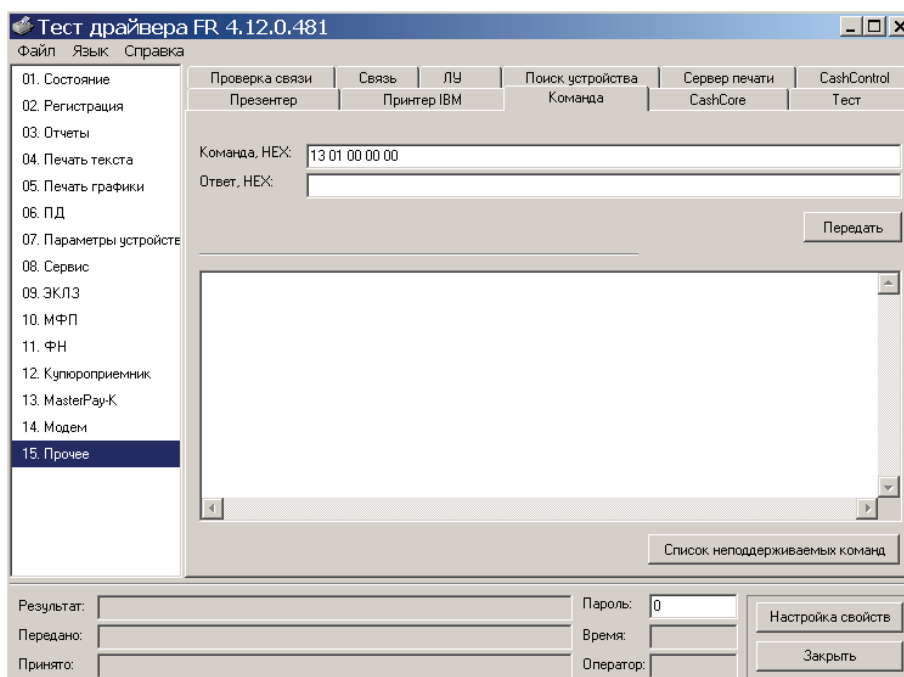 Тест драйвера FR 4.12.0.481
Файл Язык Справка
01. Состояние
02. Регистрация
03. Отчеты
04. Печать текста
05. Печать графики
06. ПД
07. Параметры устройств
08. Сервис
09. ЭКЛЗ
10. МФП
11. ФН
12. Купюроприемник
13. MasterPay-K
14. Модем
15. Прочее
Проверка связи Связь ЛУ Поиск устройства Сервер печати CashControl
Презентер Принтер IBM Команда CashCore Тест
Команда, HEX: 13 01 00 00 00
Ответ, HEX:
Передать
Список неподдерживаемых команд
Результат:
Передано:
Принято:
Пароль: 0
Время:
Оператор:
Настройка свойств
Закрыть